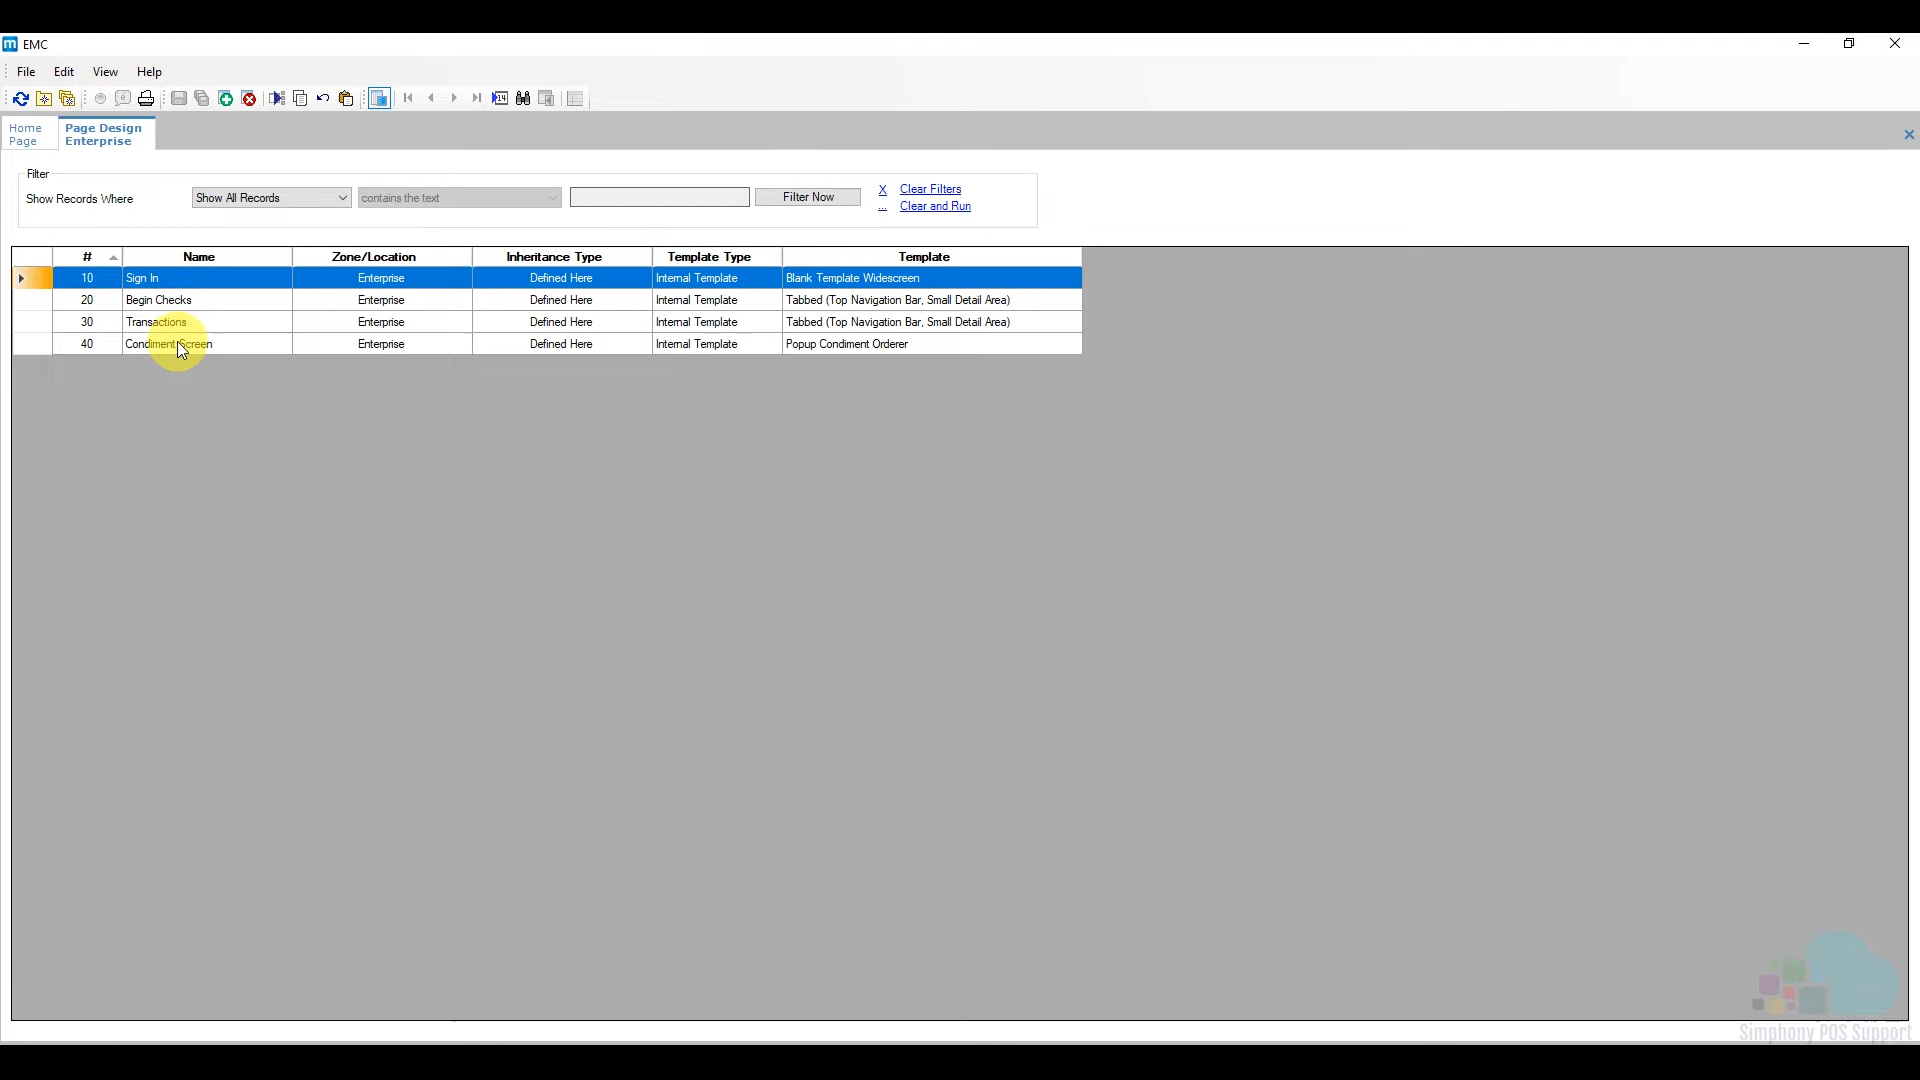 EMC
File Edit View Help
Home Page
Page Design Enterprise
Filter
Show Records Where Show All Records contains the text Filter Now X Clear Filters
... Clear and Run
# Name Zone/Location Inheritance Type Template Type Template
10 Sign In Enterprise Defined Here Internal Template Blank Template Widescreen
20 Begin Checks Enterprise Defined Here Internal Template Tabbed (Top Navigation Bar, Small Detail Area)
30 Transactions Enterprise Defined Here Internal Template Tabbed (Top Navigation Bar, Small Detail Area)
40 Condiment Screen Enterprise Defined Here Internal Template Popup Condiment Orderer
Simphony POS Support